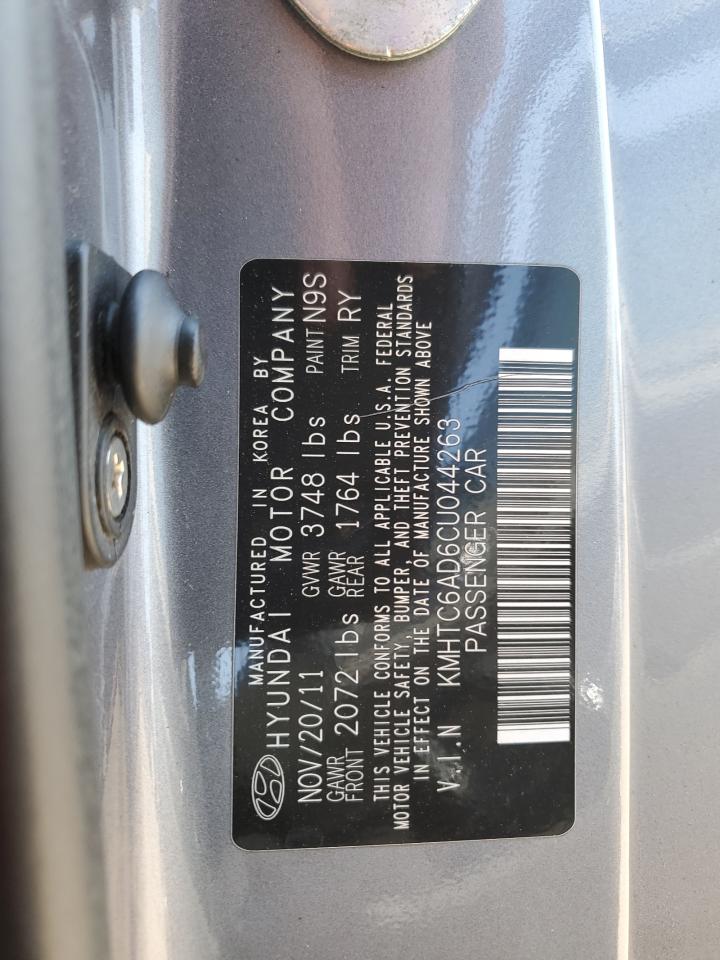 MANUFACTURED IN KOREA BY
HYUNDAI MOTOR COMPANY
NOV/20/11 GVWR 3748 lbs PAINT N9S
GAWR FRONT 2072 lbs GAWR REAR 1764 lbs TRIM RY
THIS VEHICLE CONFORMS TO ALL APPLICABLE U.S.A. FEDERAL
MOTOR VEHICLE SAFETY, BUMPER, AND THEFT PREVENTION STANDARDS
IN EFFECT ON THE DATE OF MANUFACTURE SHOWN ABOVE
V.I.N KMHTC6AD6CU044263
PASSENGER CAR